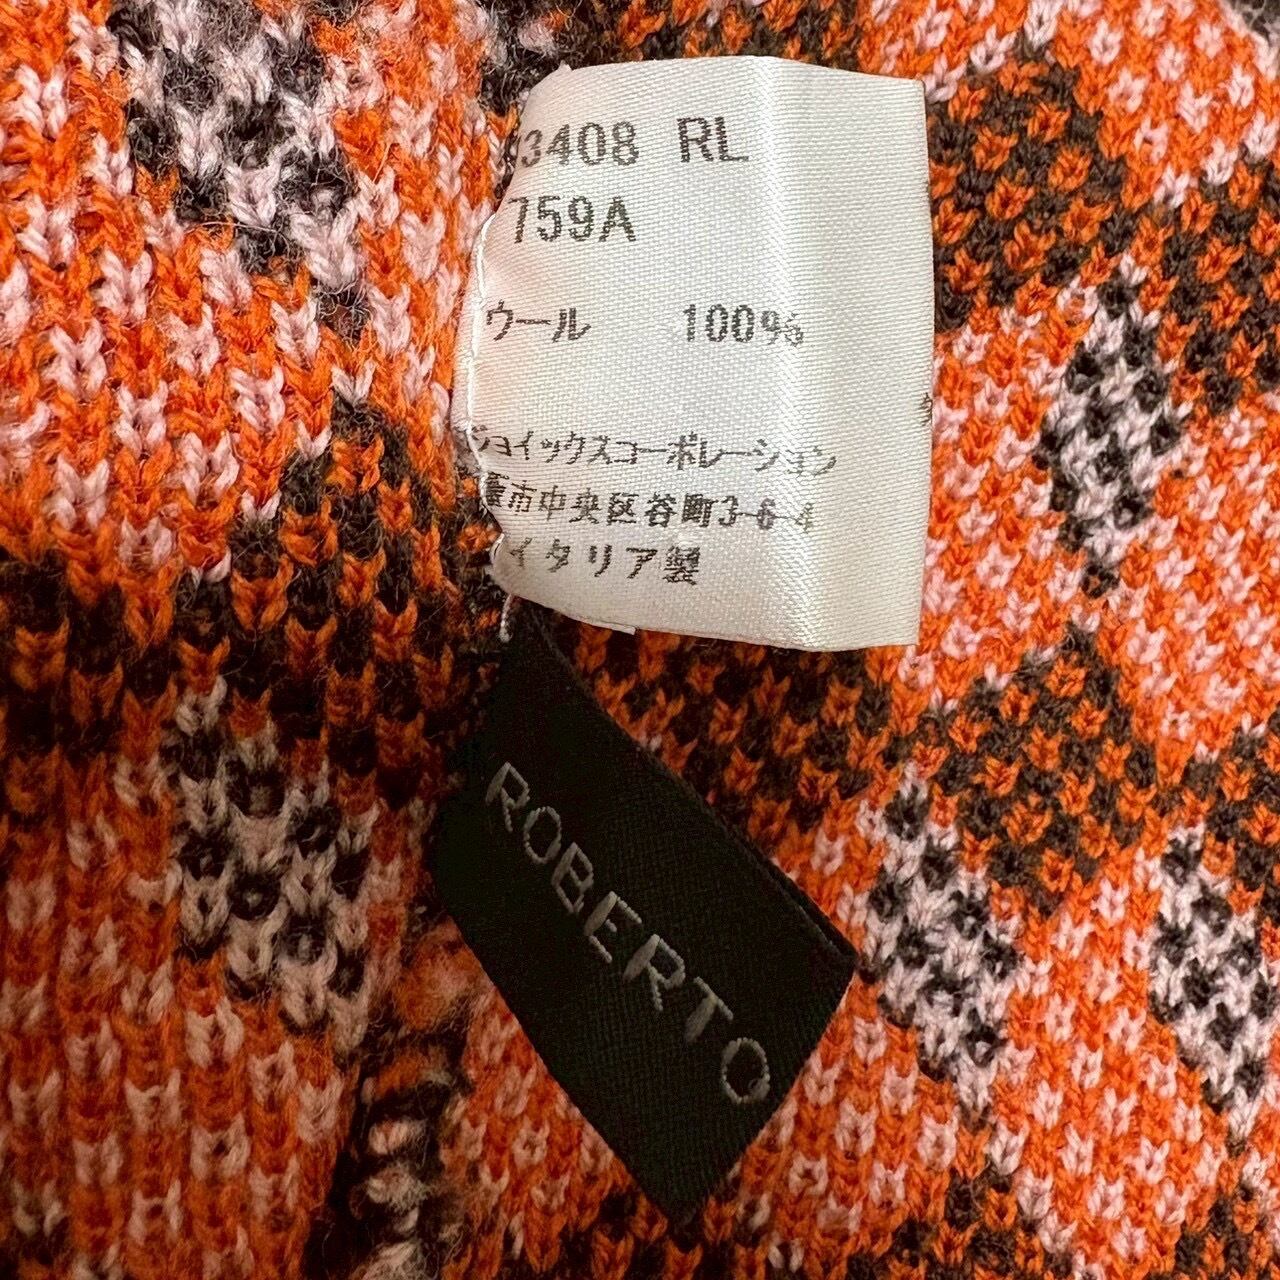 3408 RL
759A
ウール 100%
ジョイックスコーポレーション
市中央区谷町3-6-4
イタリア製
ROBERTO